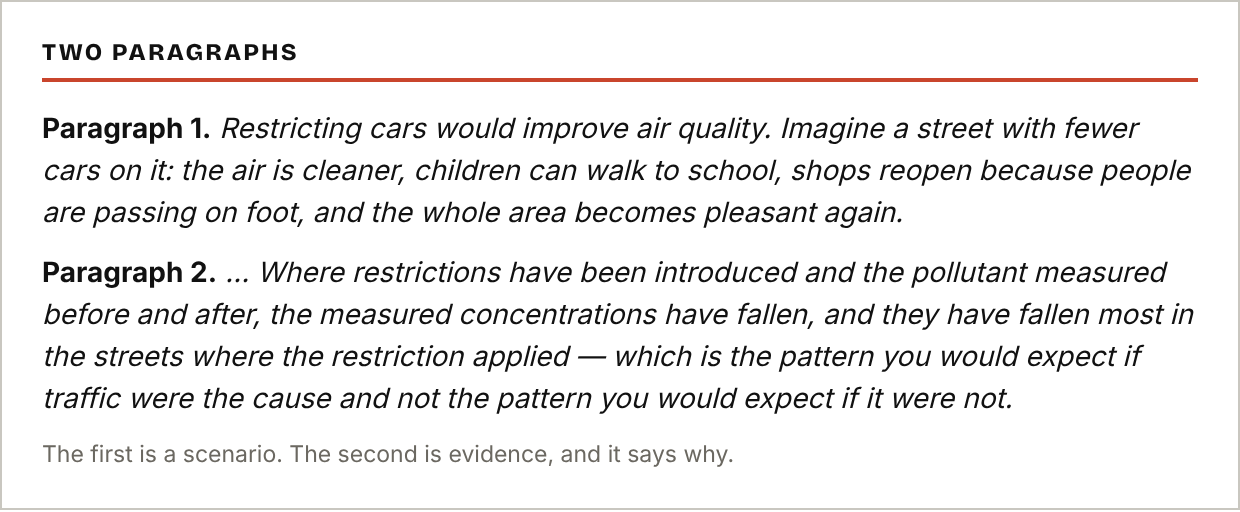 TWO PARAGRAPHS
Paragraph 1. Restricting cars would improve air quality. Imagine a street with fewer
cars on it: the air is cleaner, children can walk to school, shops reopen because people
are passing on foot, and the whole area becomes pleasant again.
Paragraph 2. ... Where restrictions have been introduced and the pollutant measured
before and after, the measured concentrations have fallen, and they have fallen most in
the streets where the restriction applied — which is the pattern you would expect if
traffic were the cause and not the pattern you would expect if it were not.
The first is a scenario. The second is evidence, and it says why.